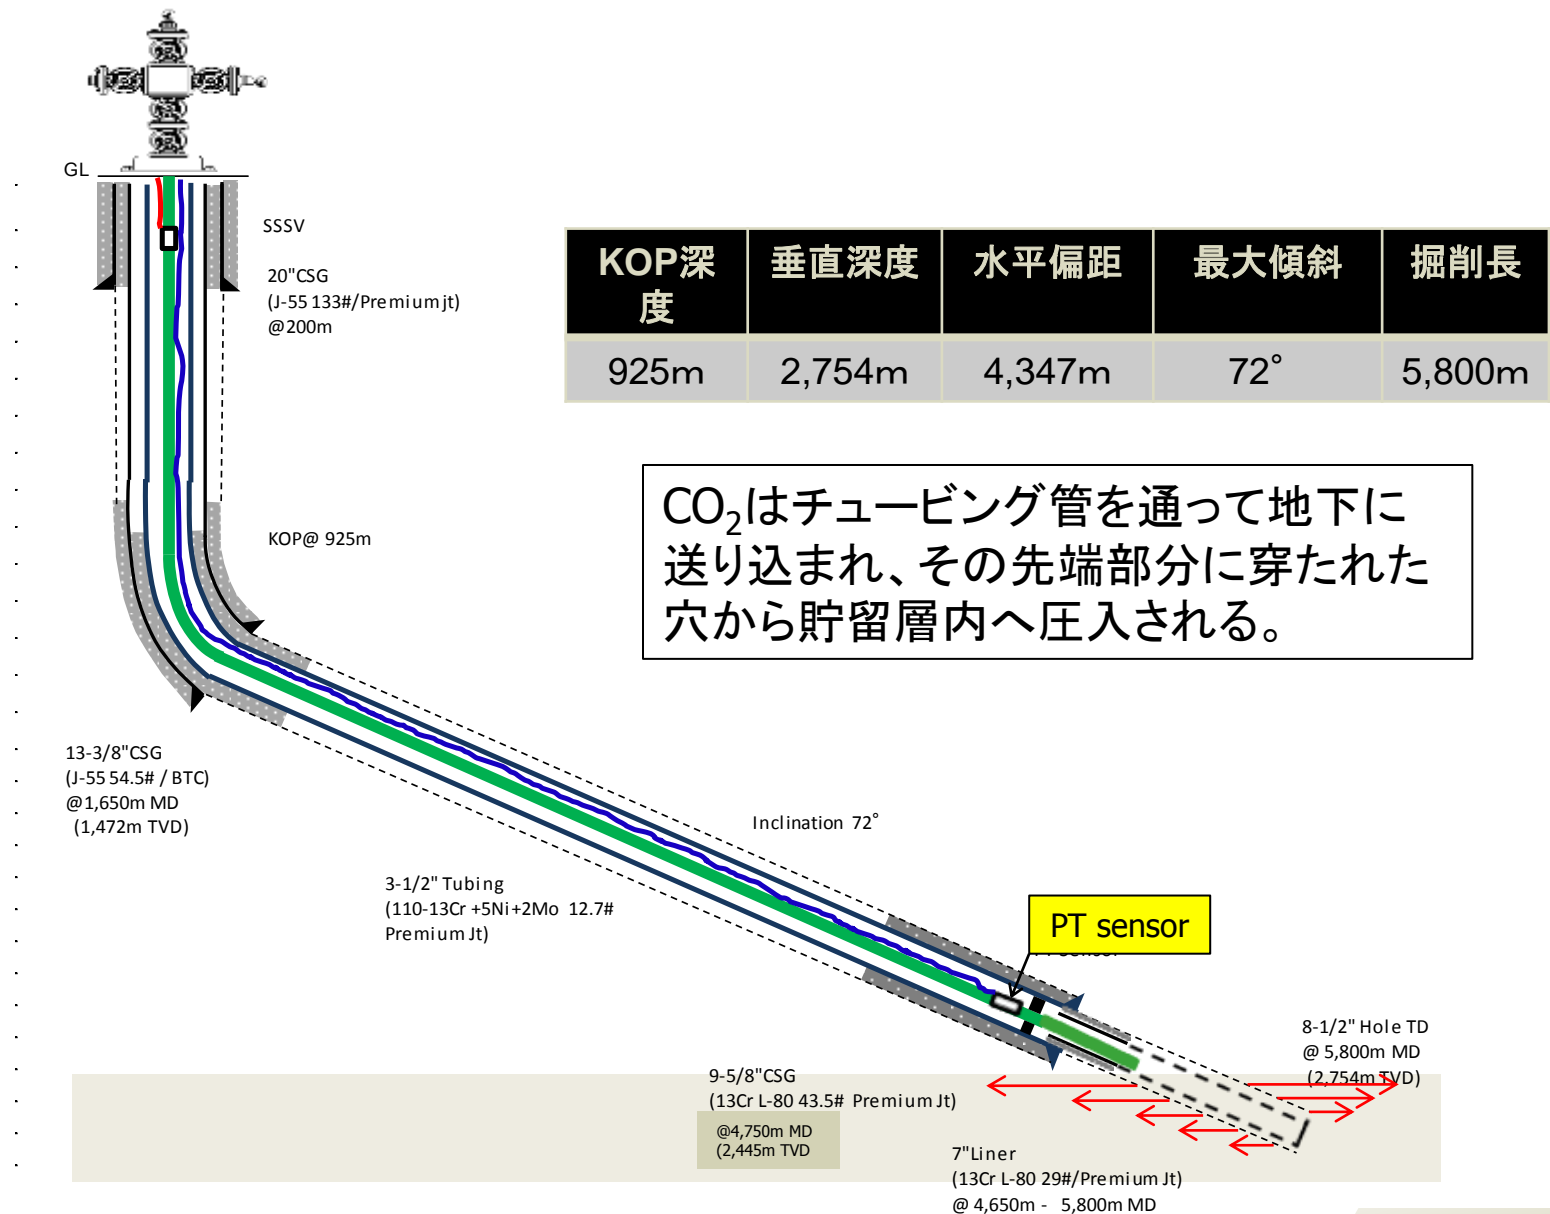 GL
SSSV
20"CSG
(J-55 133#/Premium jt)
@200m
KOP深
度
垂直深度
水平偏距
最大傾斜
掘削長
925m
2,754m
4,347m
72°
5,800m
CO₂はチュービング管を通って地下に
送り込まれ、その先端部分に穿たれた
穴から貯留層内へ圧入される。
KOP@ 925m
13-3/8"CSG
(J-55 54.5# / BTC)
@1,650m MD
(1,472m TVD)
Inclination 72°
3-1/2" Tubing
(110-13Cr +5Ni+2Mo 12.7#
Premium Jt)
PT sensor
8-1/2" Hole TD
@ 5,800m MD
(2,754m TVD)
9-5/8"CSG
(13Cr L-80 43.5# Premium Jt)
@4,750m MD
(2,445m TVD
7"Liner
(13Cr L-80 29#/Premium Jt)
@ 4,650m - 5,800m MD